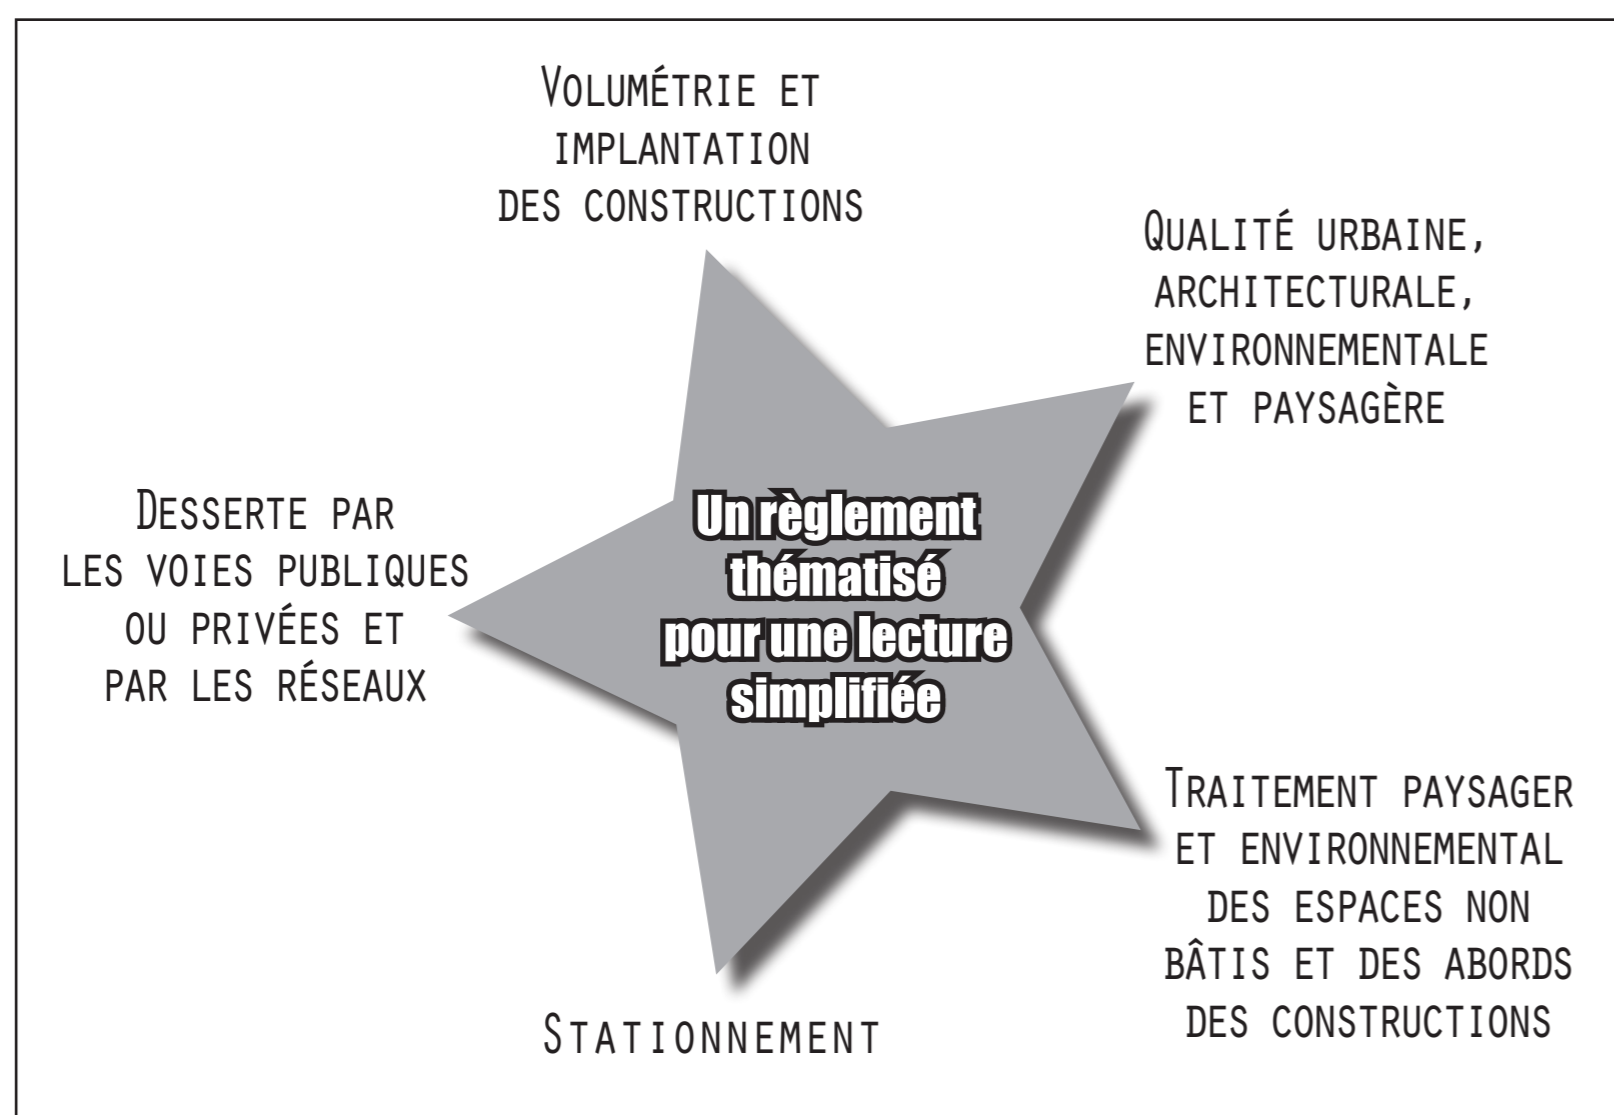 Volumétrie et
implantation
des constructions
Qualité urbaine,
architecturale,
environnementale
et paysagère
Desserte par
les voies publiques
ou privées et
par les réseaux
Un règlement
thématisé
pour une lecture
simplifiée
Traitement paysager
et environnemental
des espaces non
bâtis et des abords
des constructions
Stationnement